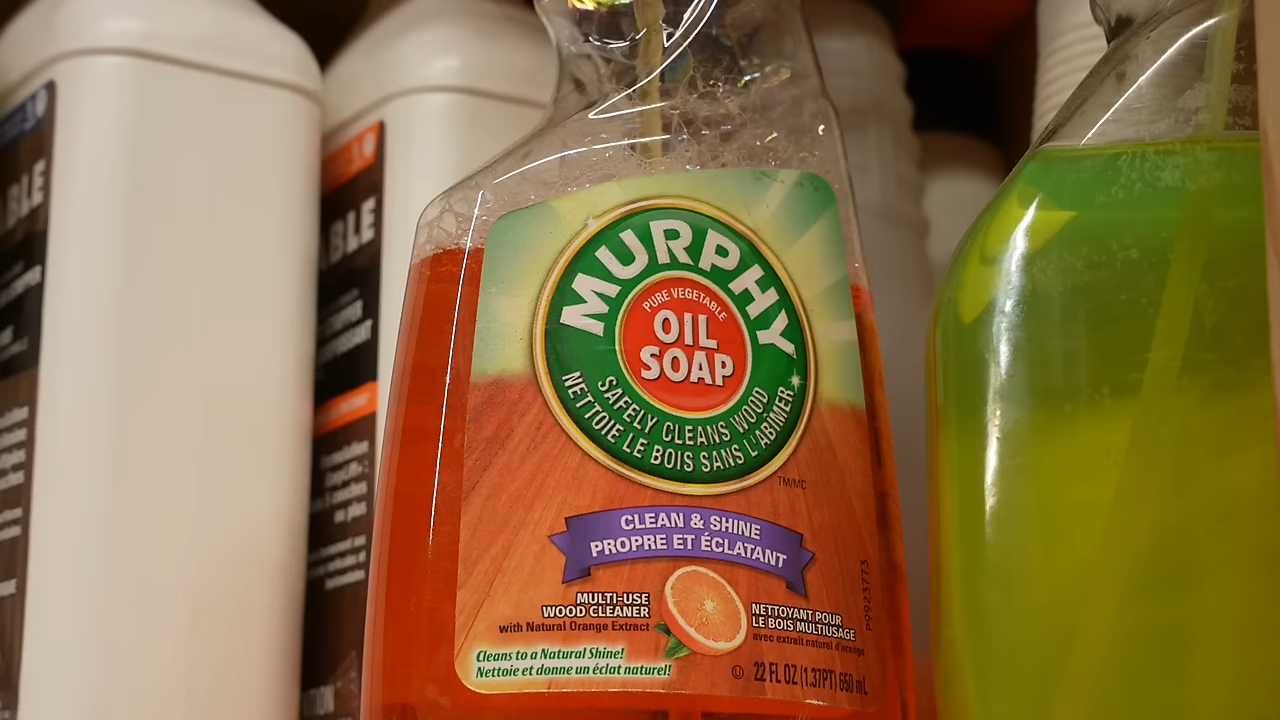 MURPHY
PURE VEGETABLE
OIL
SOAP
SAFELY CLEANS WOOD
NETTOIE LE BOIS SANS L'ABÎMER
TM/MC
CLEAN & SHINE
PROPRE ET ÉCLATANT
MULTI-USE
WOOD CLEANER
with Natural Orange Extract
NETTOYANT POUR
LE BOIS MULTIUSAGE
avec extrait naturel d'orange
Cleans to a Natural Shine!
Nettoie et donne un éclat naturel!
U
22 FL OZ (1.37PT) 650 mL
P9923773
ABLE
BLE